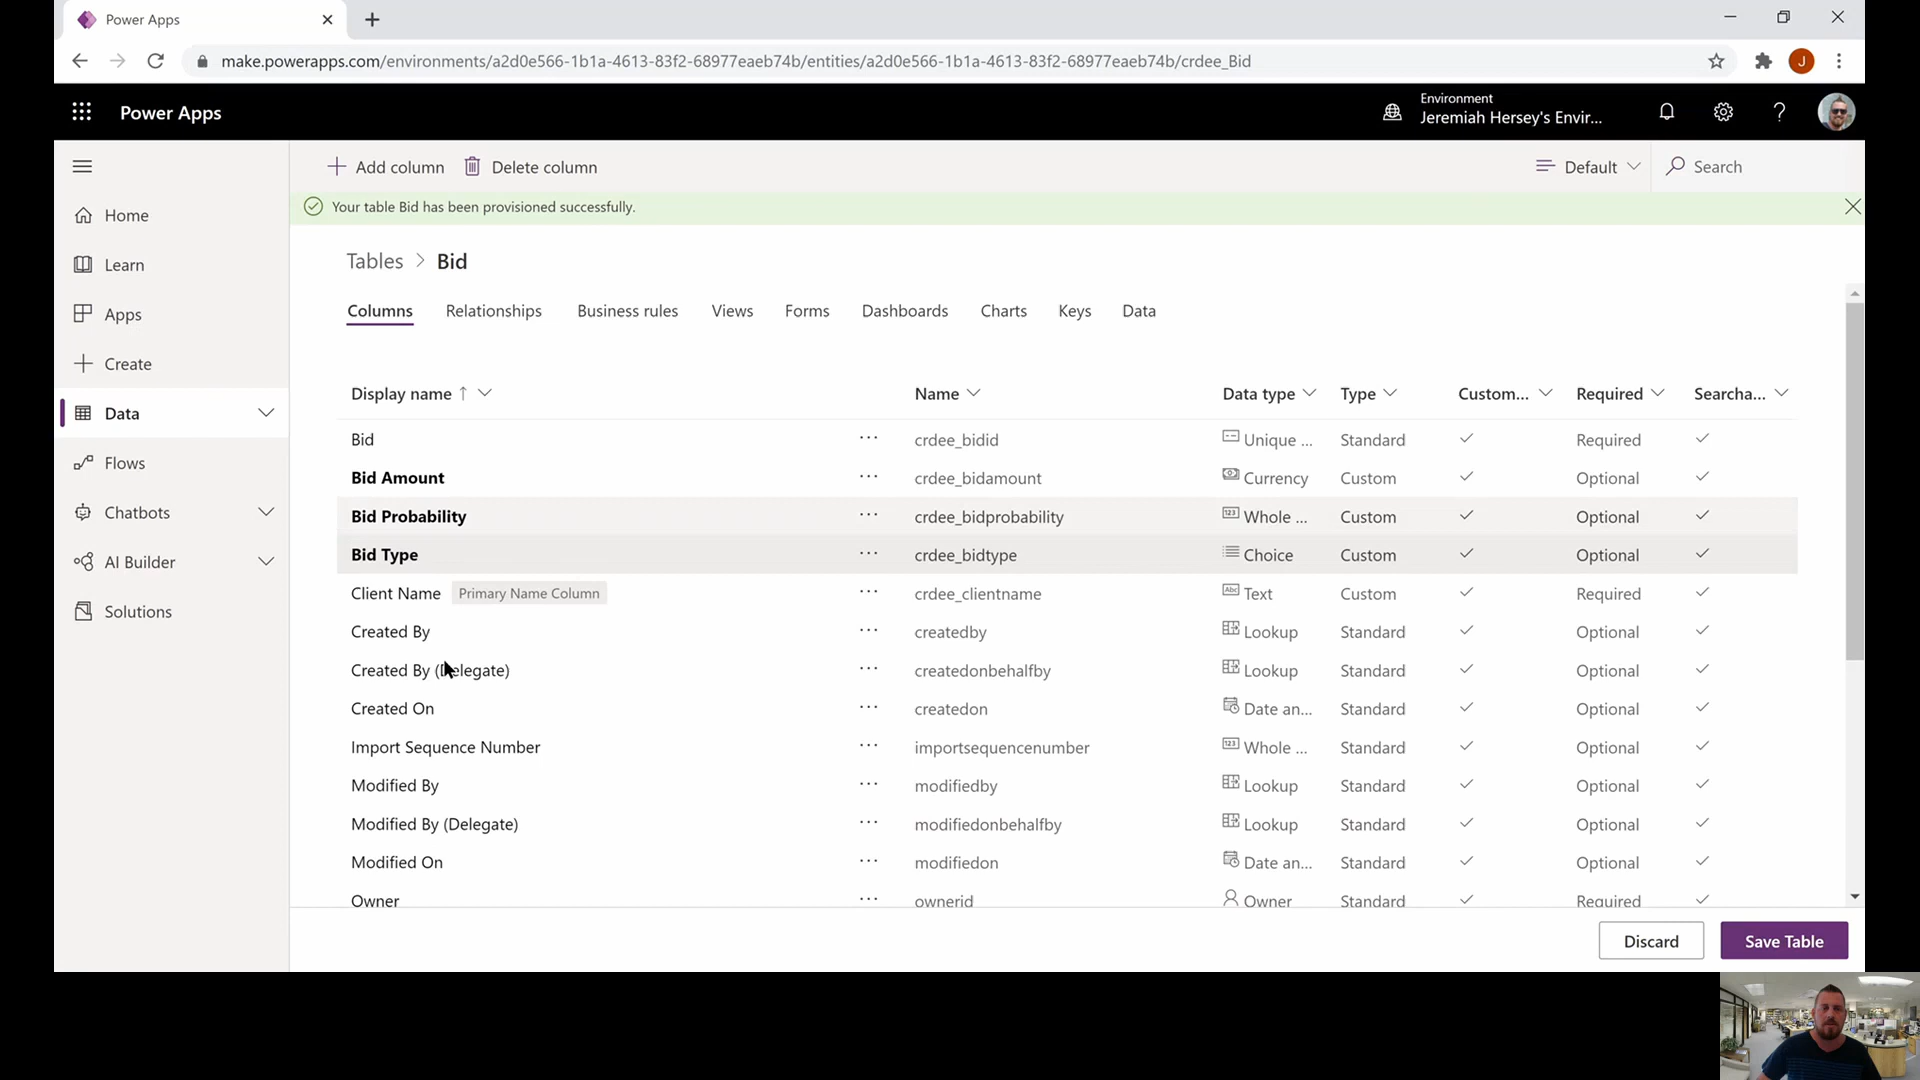 Power Apps
make.powerapps.com/environments/a2d0e566-1b1a-4613-83f2-68977eaeb74b/entities/a2d0e566-1b1a-4613-83f2-68977eaeb74b/crdee_Bid
J
Power Apps
Environment
Jeremiah Hersey's Envir...
Add column
Delete column
Default
Search
Your table Bid has been provisioned successfully.
Home
Learn
Apps
Create
Data
Flows
Chatbots
AI Builder
Solutions
Tables > Bid
Columns Relationships Business rules Views Forms Dashboards Charts Keys Data
Display name Name Data type Type Custom... Required Searcha...
Bid ... crdee_bidid Unique ... Standard Required
Bid Amount ... crdee_bidamount Currency Custom Optional
Bid Probability ... crdee_bidprobability Whole ... Custom Optional
Bid Type ... crdee_bidtype Choice Custom Optional
Client Name Primary Name Column ... crdee_clientname Abc Text Custom Required
Created By ... createdby Lookup Standard Optional
Created By (Delegate) ... createdonbehalfby Lookup Standard Optional
Created On ... createdon Date an... Standard Optional
Import Sequence Number ... importsequencenumber Whole ... Standard Optional
Modified By ... modifiedby Lookup Standard Optional
Modified By (Delegate) ... modifiedonbehalfby Lookup Standard Optional
Modified On ... modifiedon Date an... Standard Optional
Owner ... ownerid Owner Standard Required
Discard
Save Table